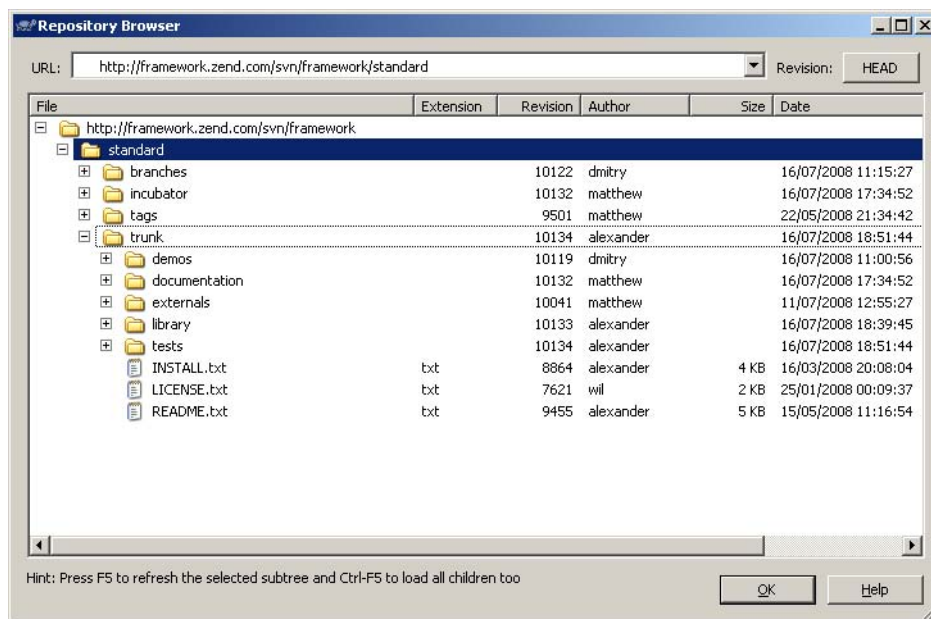 Repository Browser
URL: http://framework.zend.com/svn/framework/standard Revision: HEAD
File Extension Revision Author Size Date
http://framework.zend.com/svn/framework
standard
branches 10122 dmitry 16/07/2008 11:15:27
incubator 10132 matthew 16/07/2008 17:34:52
tags 9501 matthew 22/05/2008 21:34:42
trunk 10134 alexander 16/07/2008 18:51:44
demos 10119 dmitry 16/07/2008 11:00:56
documentation 10132 matthew 16/07/2008 17:34:52
externals 10041 matthew 11/07/2008 12:55:27
library 10133 alexander 16/07/2008 18:39:45
tests 10134 alexander 16/07/2008 18:51:44
INSTALL.txt txt 8864 alexander 4 KB 16/03/2008 20:08:04
LICENSE.txt txt 7621 wil 2 KB 25/01/2008 00:09:37
README.txt txt 9455 alexander 5 KB 15/05/2008 11:16:54
Hint: Press F5 to refresh the selected subtree and Ctrl-F5 to load all children too
OK Help